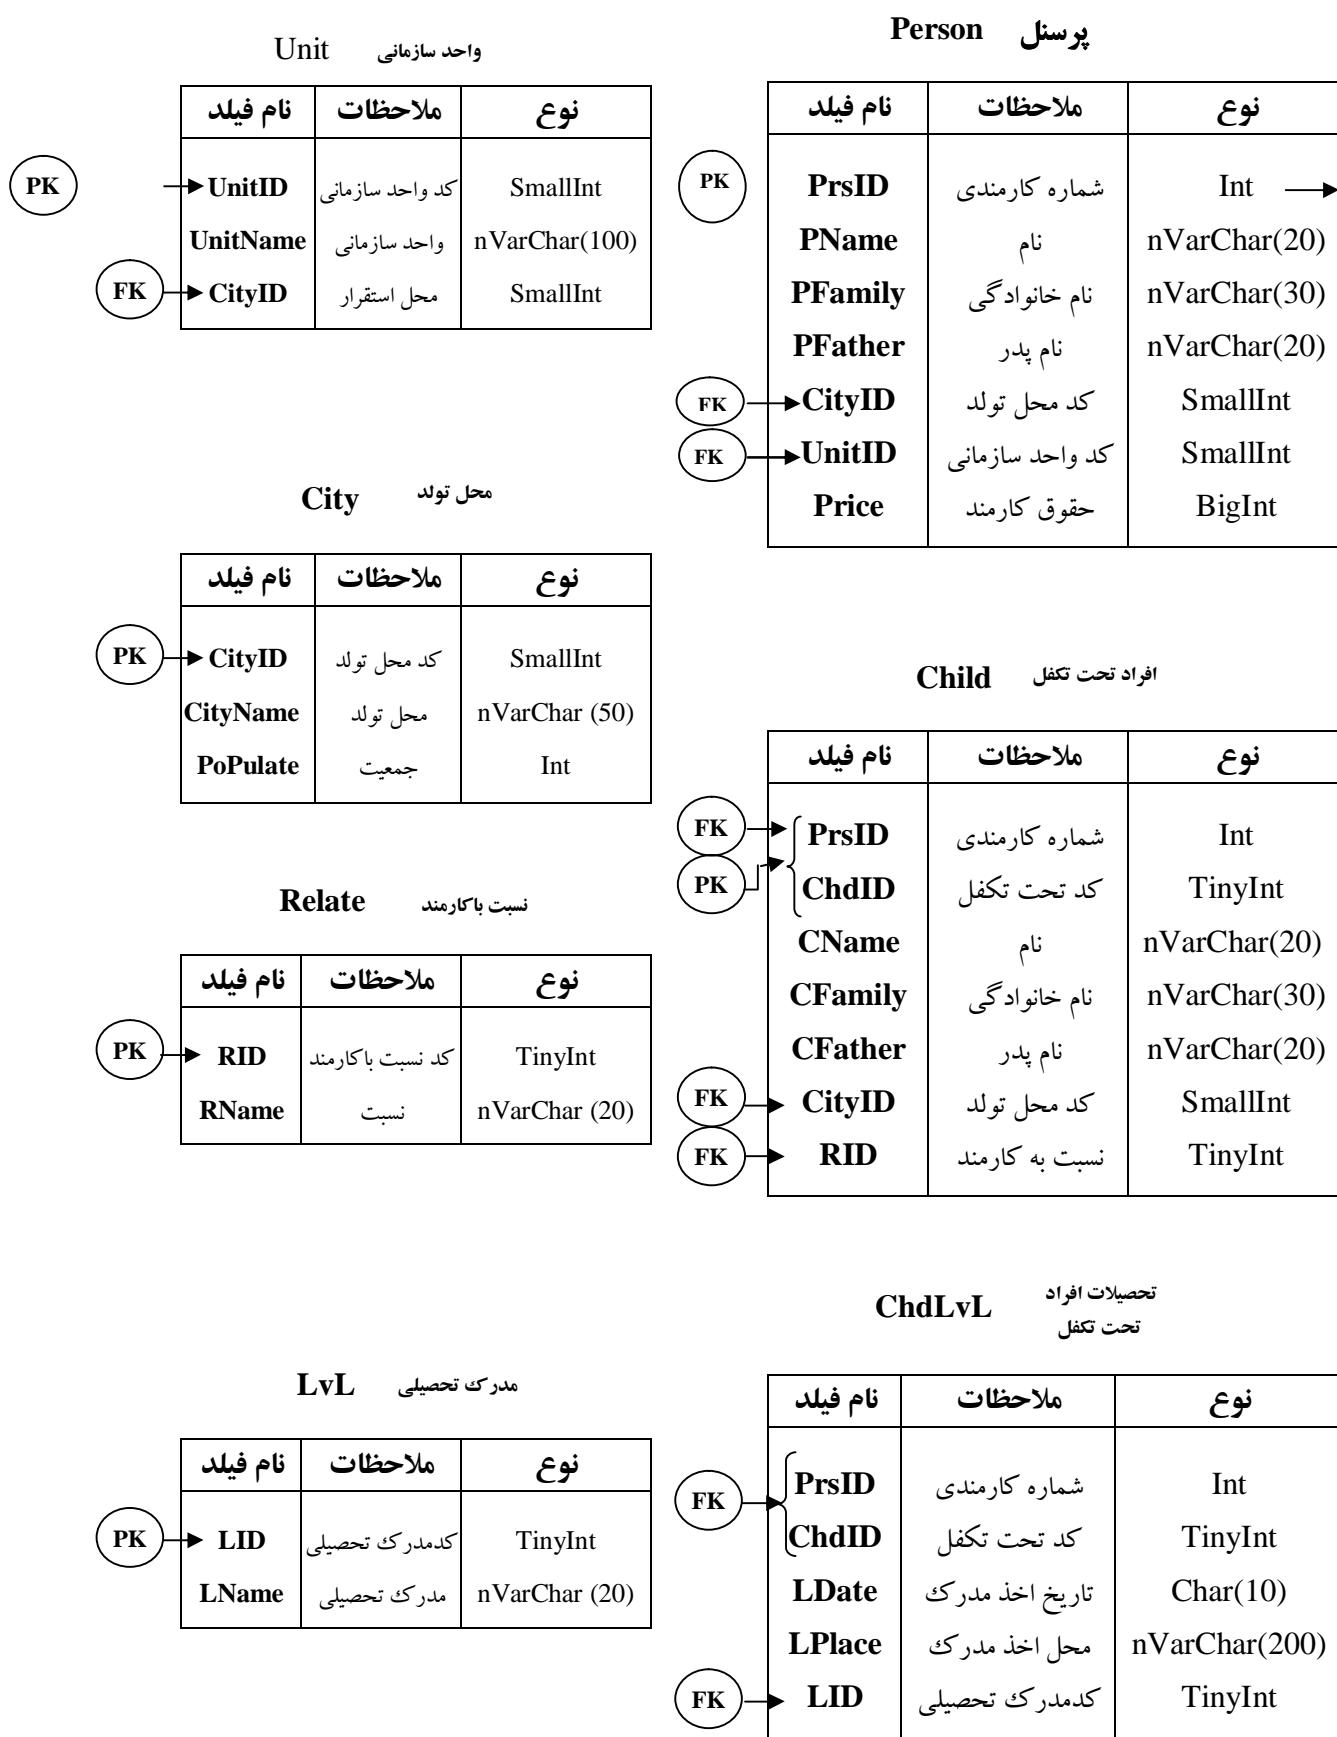 Unit واحد سازمانی
نام فیلد ملاحظات نوع
PK UnitID کد واحد سازمانی SmallInt
UnitName واحد سازمانی nVarChar(100)
FK CityID محل استقرار SmallInt
City محل تولد
نام فیلد ملاحظات نوع
PK CityID کد محل تولد SmallInt
CityName محل تولد nVarChar (50)
PoPulate جمعیت Int
Relate نسبت باکارمند
نام فیلد ملاحظات نوع
PK RID کد نسبت باکارمند TinyInt
RName نسبت nVarChar (20)
LvL مدرک تحصیلی
نام فیلد ملاحظات نوع
PK LID کدمدرک تحصیلی TinyInt
LName مدرک تحصیلی nVarChar (20)
Person پرسنل
نام فیلد ملاحظات نوع
PK PrsID شماره کارمندی Int
PName نام nVarChar(20)
PFamily نام خانوادگی nVarChar(30)
PFather نام پدر nVarChar(20)
FK CityID کد محل تولد SmallInt
FK UnitID کد واحد سازمانی SmallInt
Price حقوق کارمند BigInt
Child افراد تحت تکفل
نام فیلد ملاحظات نوع
FK PrsID شماره کارمندی Int
PK ChdID کد تحت تکفل TinyInt
CName نام nVarChar(20)
CFamily نام خانوادگی nVarChar(30)
CFather نام پدر nVarChar(20)
FK CityID کد محل تولد SmallInt
FK RID نسبت به کارمند TinyInt
ChdLvL تحصیلات افراد
تحت تکفل
نام فیلد ملاحظات نوع
FK PrsID شماره کارمندی Int
ChdID کد تحت تکفل TinyInt
LDate تاریخ اخذ مدرک Char(10)
LPlace محل اخذ مدرک nVarChar(200)
FK LID کدمدرک تحصیلی TinyInt